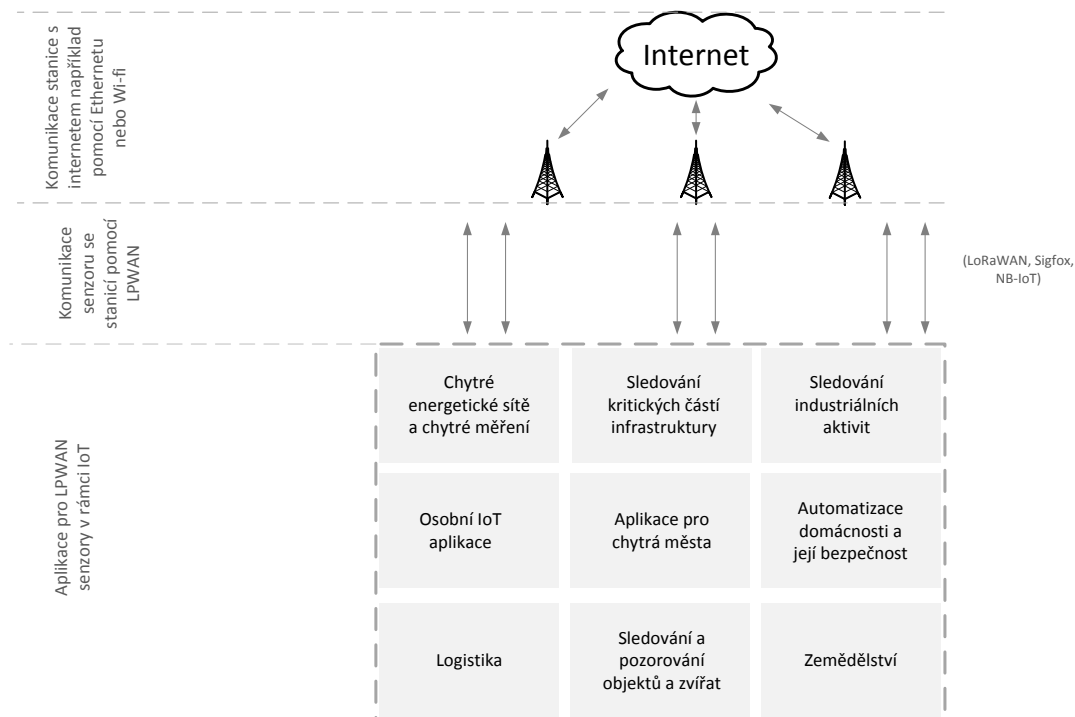 Komunikace stanice s
internetem například
pomocí Ethernetu
nebo Wi-fi
Internet
Komunikace
senzoru se
stanicí pomocí
LPWAN
(LoRaWAN, Sigfox,
NB-IoT)
Aplikace pro LPWAN
senzory v rámci IoT
Chytré
energetické sítě
a chytré měření
Sledování
kritických částí
infrastruktury
Sledování
industriálních
aktivit
Osobní IoT
aplikace
Aplikace pro
chytrá města
Automatizace
domácnosti a
její bezpečnost
Logistika
Sledování a
pozorování
objektů a zvířat
Zemědělství